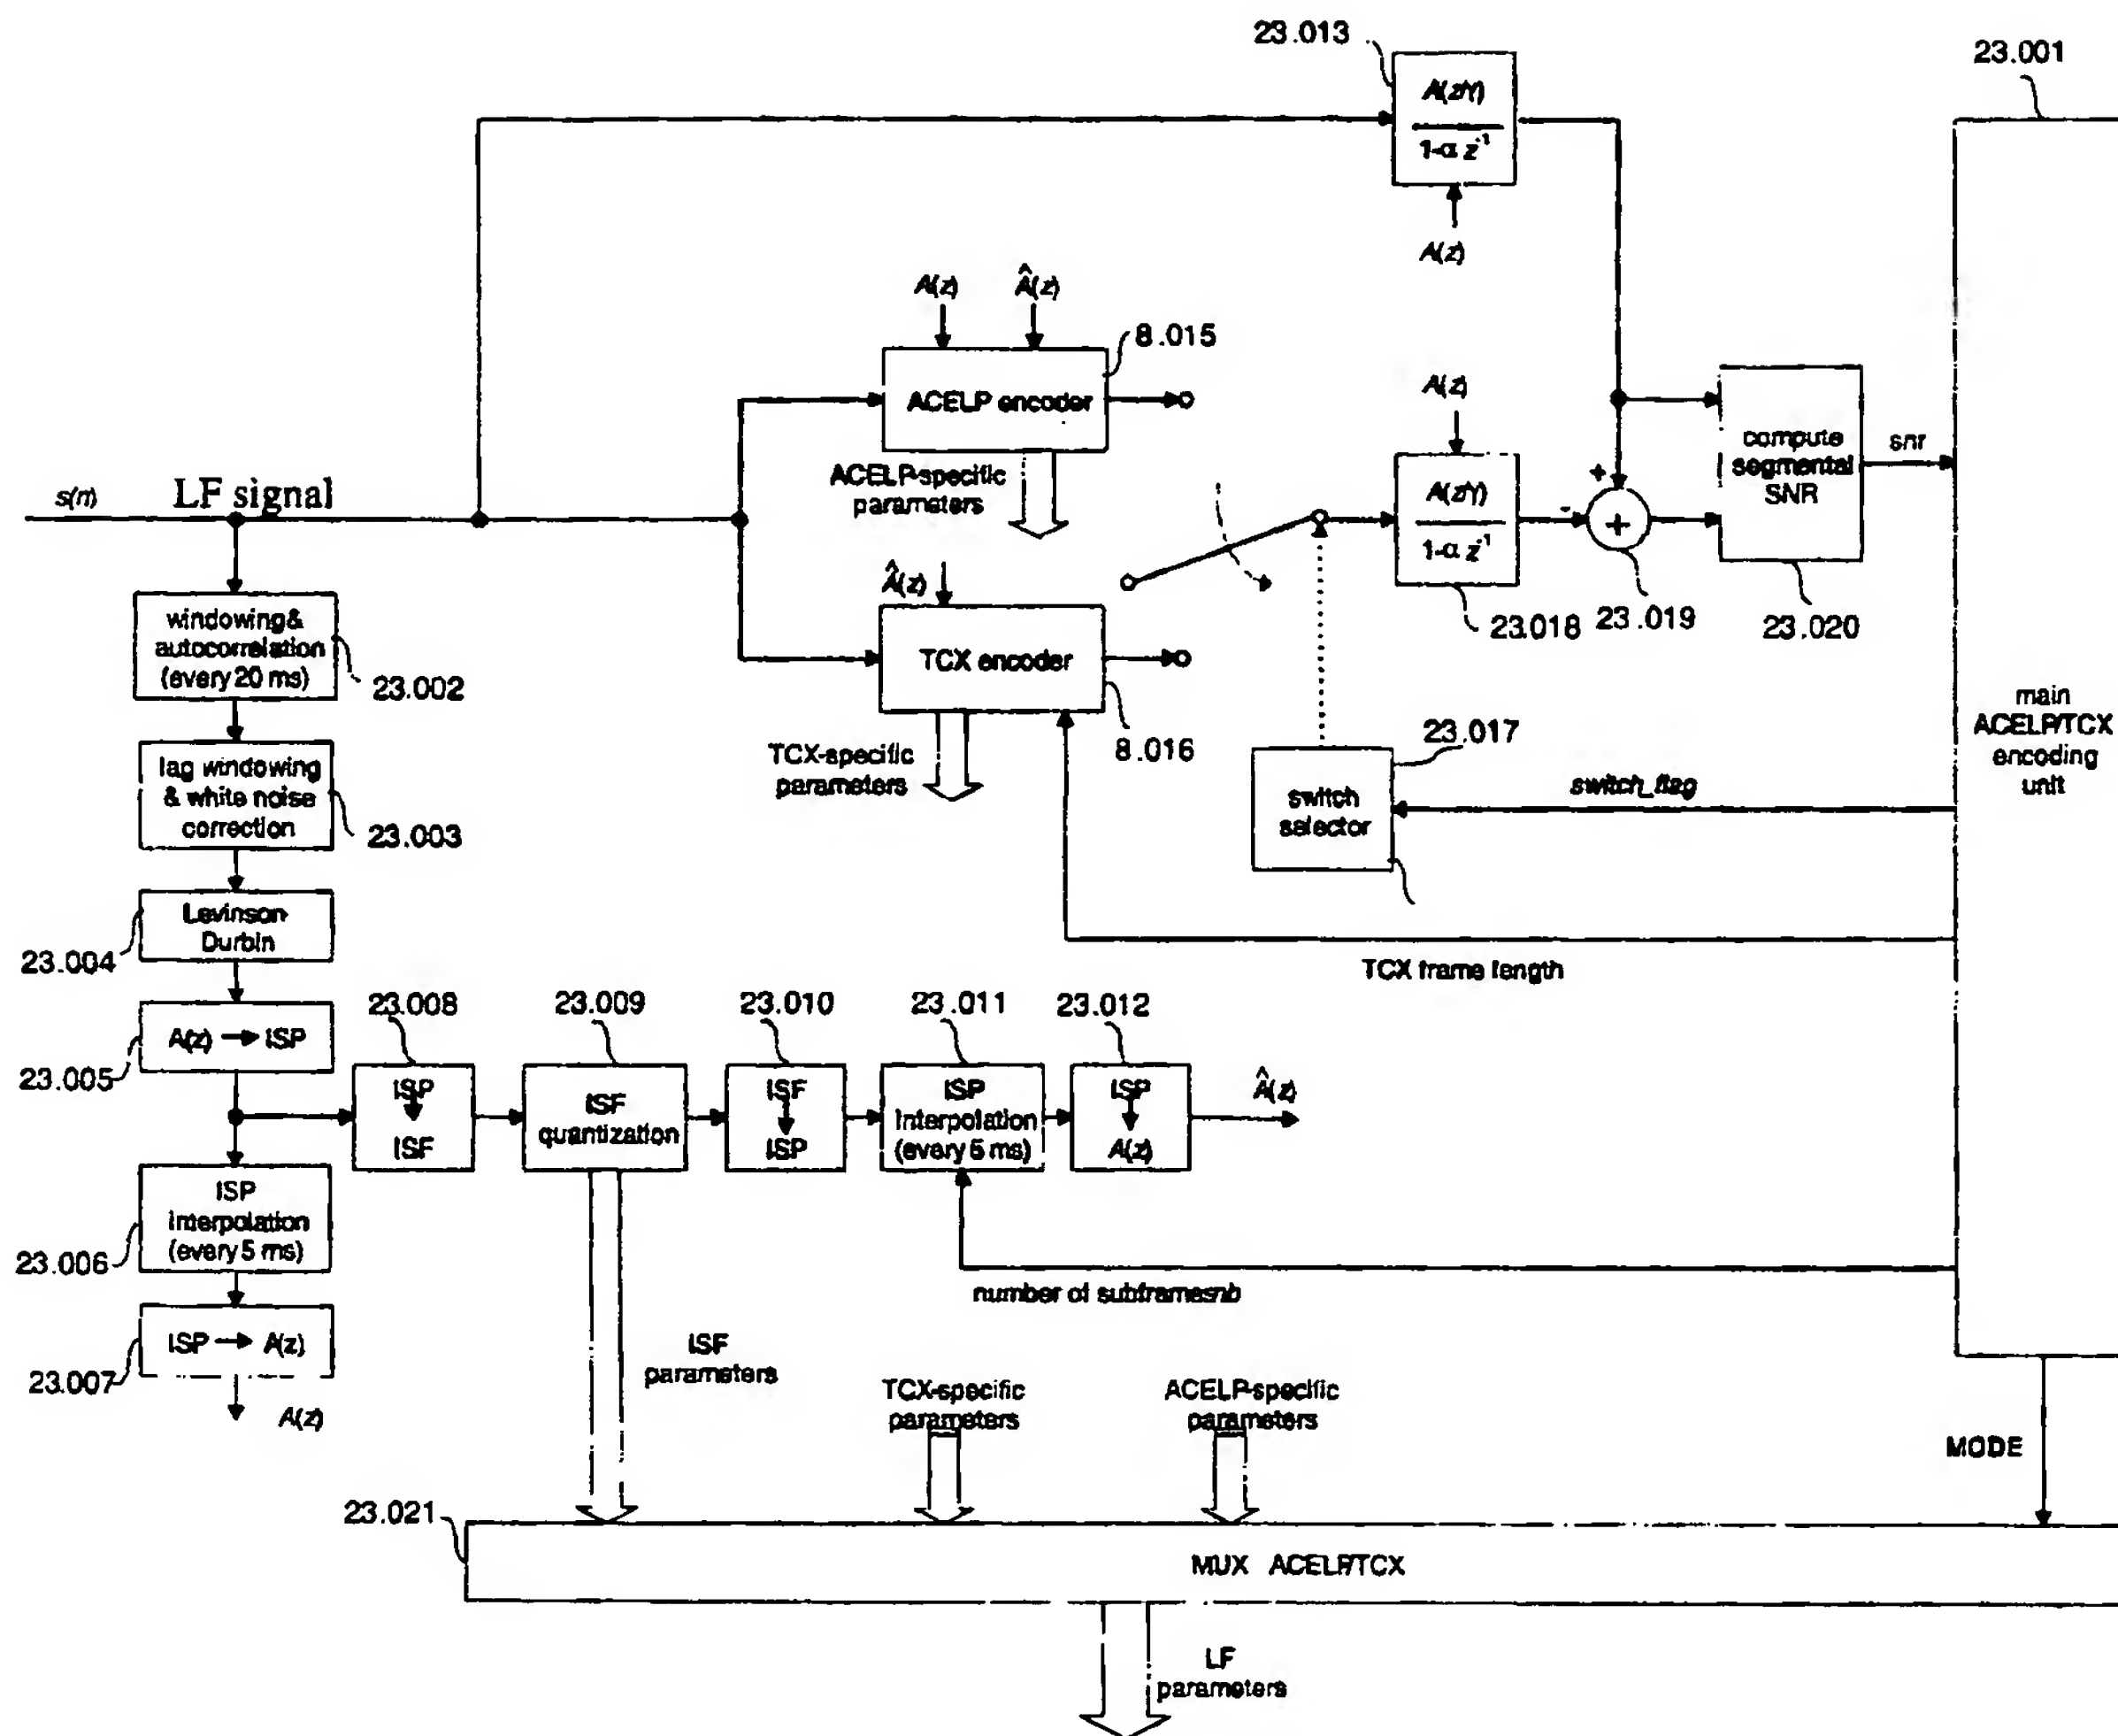 23.013
23.001
A(z/γ)
1-α z⁻¹
A(z)
A(z)
Â(z)
8.015
ACELP encoder
ACELP-specific
parameters
A(z)
A(z/γ)
1-α z⁻¹
+
-
+
compute
segmental
SNR
snr
23.018
23.019
23.020
s(n)
LF signal
windowing&
autocorrelation
(every 20 ms)
23.002
Â(z)
TCX encoder
8.016
TCX-specific
parameters
23.017
switch
selector
switch_flag
main
ACELP/TCX
encoding
unit
lag windowing
& white noise
correction
23.003
Levinson-
Durbin
23.004
TCX frame length
A(z) → ISP
23.005
23.008
ISP
ISF
23.009
ISF
quantization
23.010
ISF
ISP
23.011
ISP
interpolation
(every 5 ms)
23.012
ISP
A(z)
Â(z)
ISP
interpolation
(every 5 ms)
23.006
number of subframes nb
ISP → A(z)
23.007
A(z)
ISF
parameters
TCX-specific
parameters
ACELP-specific
parameters
MODE
23.021
MUX ACELP/TCX
LF
parameters